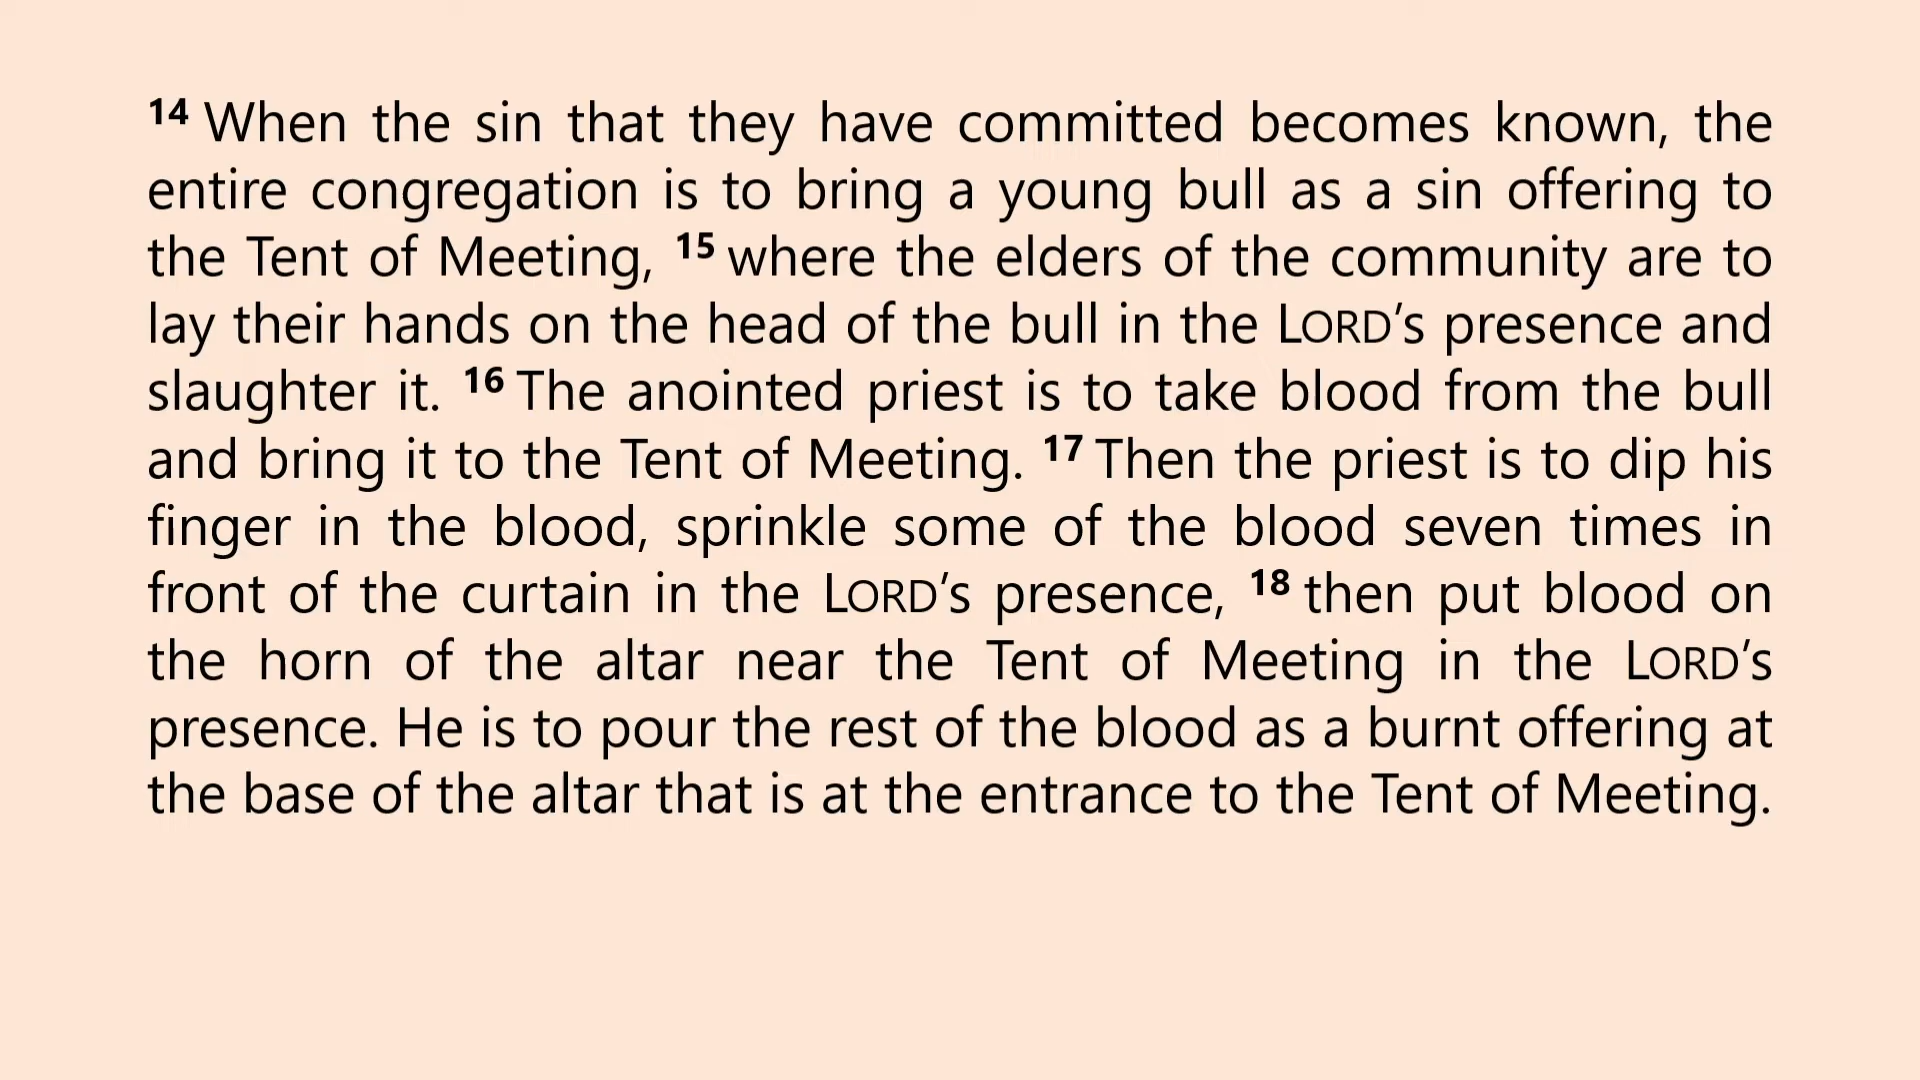 14 When the sin that they have committed becomes known, the
entire congregation is to bring a young bull as a sin offering to
the Tent of Meeting, 15 where the elders of the community are to
lay their hands on the head of the bull in the LORD’s presence and
slaughter it. 16 The anointed priest is to take blood from the bull
and bring it to the Tent of Meeting. 17 Then the priest is to dip his
finger in the blood, sprinkle some of the blood seven times in
front of the curtain in the LORD’s presence, 18 then put blood on
the horn of the altar near the Tent of Meeting in the LORD’s
presence. He is to pour the rest of the blood as a burnt offering at
the base of the altar that is at the entrance to the Tent of Meeting.